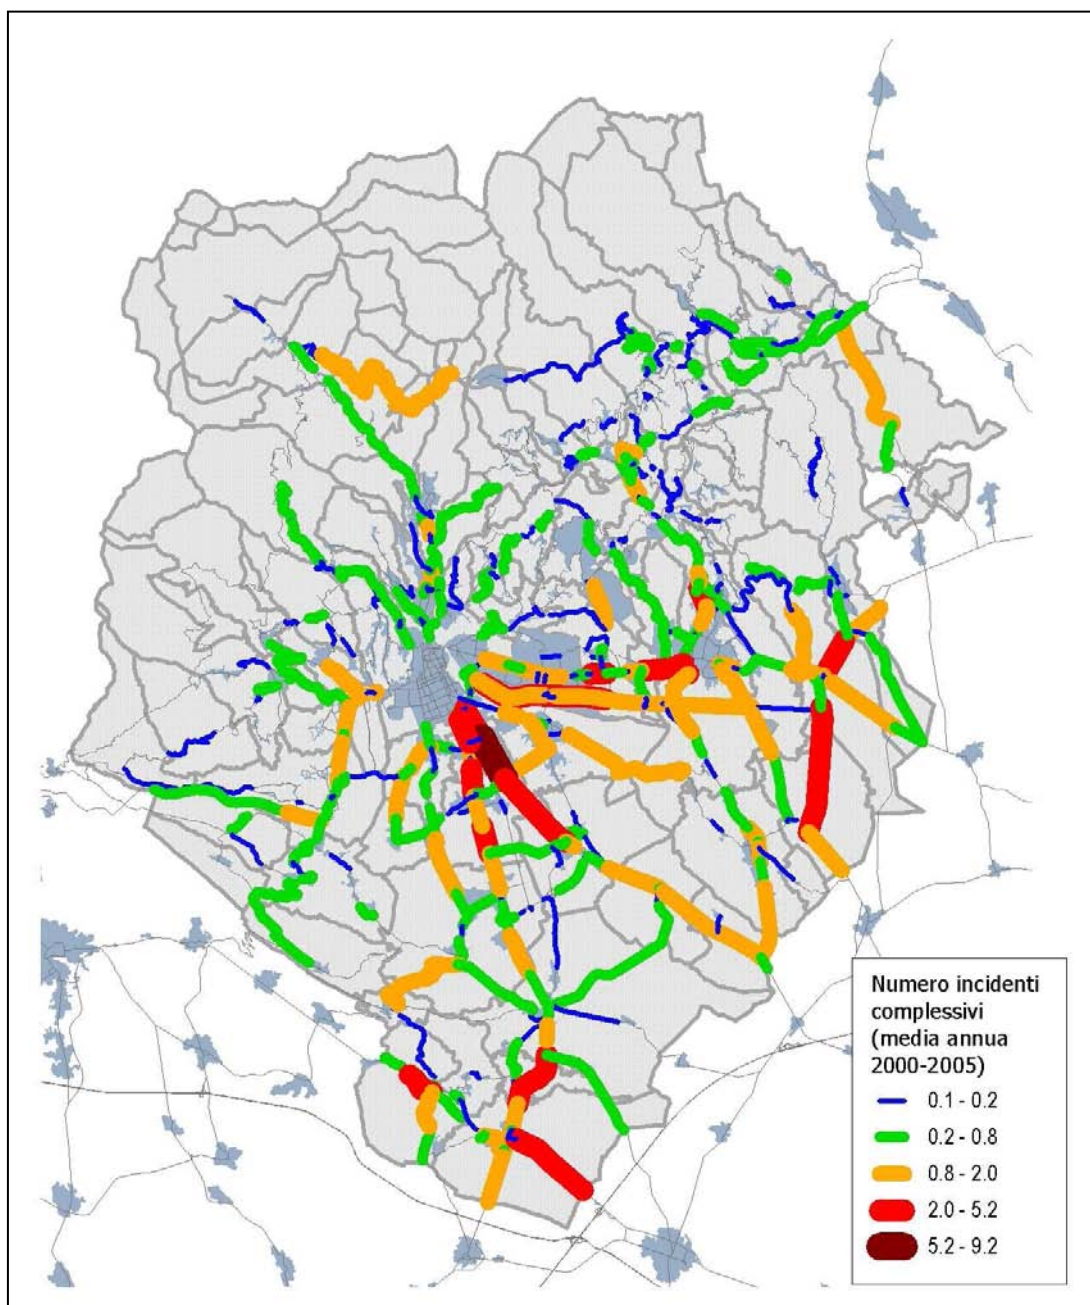 Numero incidenti
complessivi
(media annua
2000-2005)
0.1 - 0.2
0.2 - 0.8
0.8 - 2.0
2.0 - 5.2
5.2 - 9.2